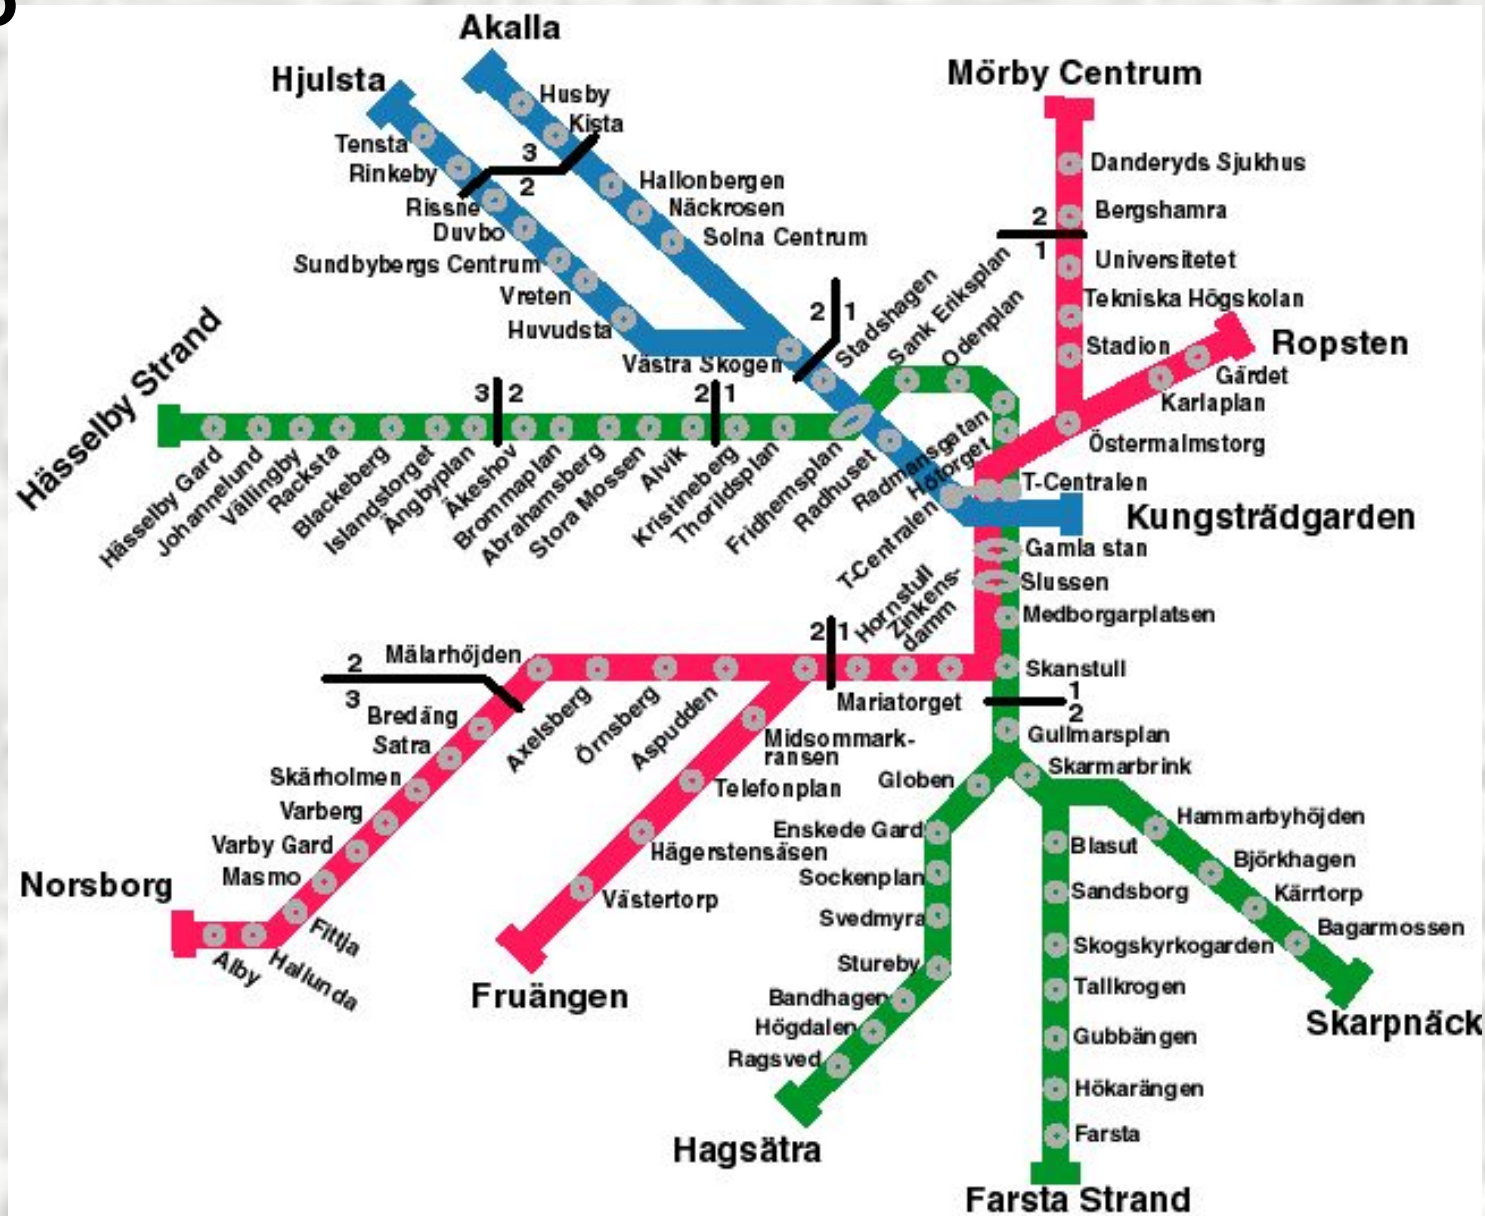 Akalla
Hjulsta
Mörby Centrum
Husby
Kista
Tensta
Rinkeby
3
2
Rissne
Duvbo
Sundbybergs Centrum
Vreten
Huvudsta
Hallonbergen
Näckrosen
Solna Centrum
Danderyds Sjukhus
Bergshamra
2
1
Universitetet
Tekniska Högskolan
Stadion
Ropsten
Gärdet
Karlaplan
Östermalmstorg
2
1
Stadshagen
Sank Eriksplan
Odenplan
Västra Skogen
Hässelby Strand
3
2
2
1
Hässelby Gard
Johannelund
Vällingby
Racksta
Blackeberg
Islandstorget
Ängbyplan
Åkeshov
Brommaplan
Abrahamsberg
Stora Mossen
Alvik
Kristineberg
Thorildsplan
Fridhemsplan
Radhuset
Radmansgatan
Hötorget
T-Centralen
T-Centralen
Kungsträdgarden
Gamla stan
Slussen
Medborgarplatsen
Skanstull
1
2
Gullmarsplan
Skarmarbrink
2
1
Hornstull
Zinkens-
damm
Mariatorget
Mälarhöjden
2
3
Bredäng
Satra
Skärholmen
Varberg
Varby Gard
Masmo
Norsborg
Fittja
Alby
Hallunda
Axelsberg
Örnsberg
Aspudden
Midsommark-
ransen
Telefonplan
Hägerstensäsen
Västertorp
Fruängen
Globen
Enskede Gard
Sockenplan
Svedmyra
Stureby
Bandhagen
Högdalen
Ragsved
Hagsätra
Hammarbyhöjden
Björkhagen
Kärrtorp
Bagarmossen
Skarpnäck
Blasut
Sandsborg
Skogskyrkogarden
Tallkrogen
Gubbängen
Hökarängen
Farsta
Farsta Strand